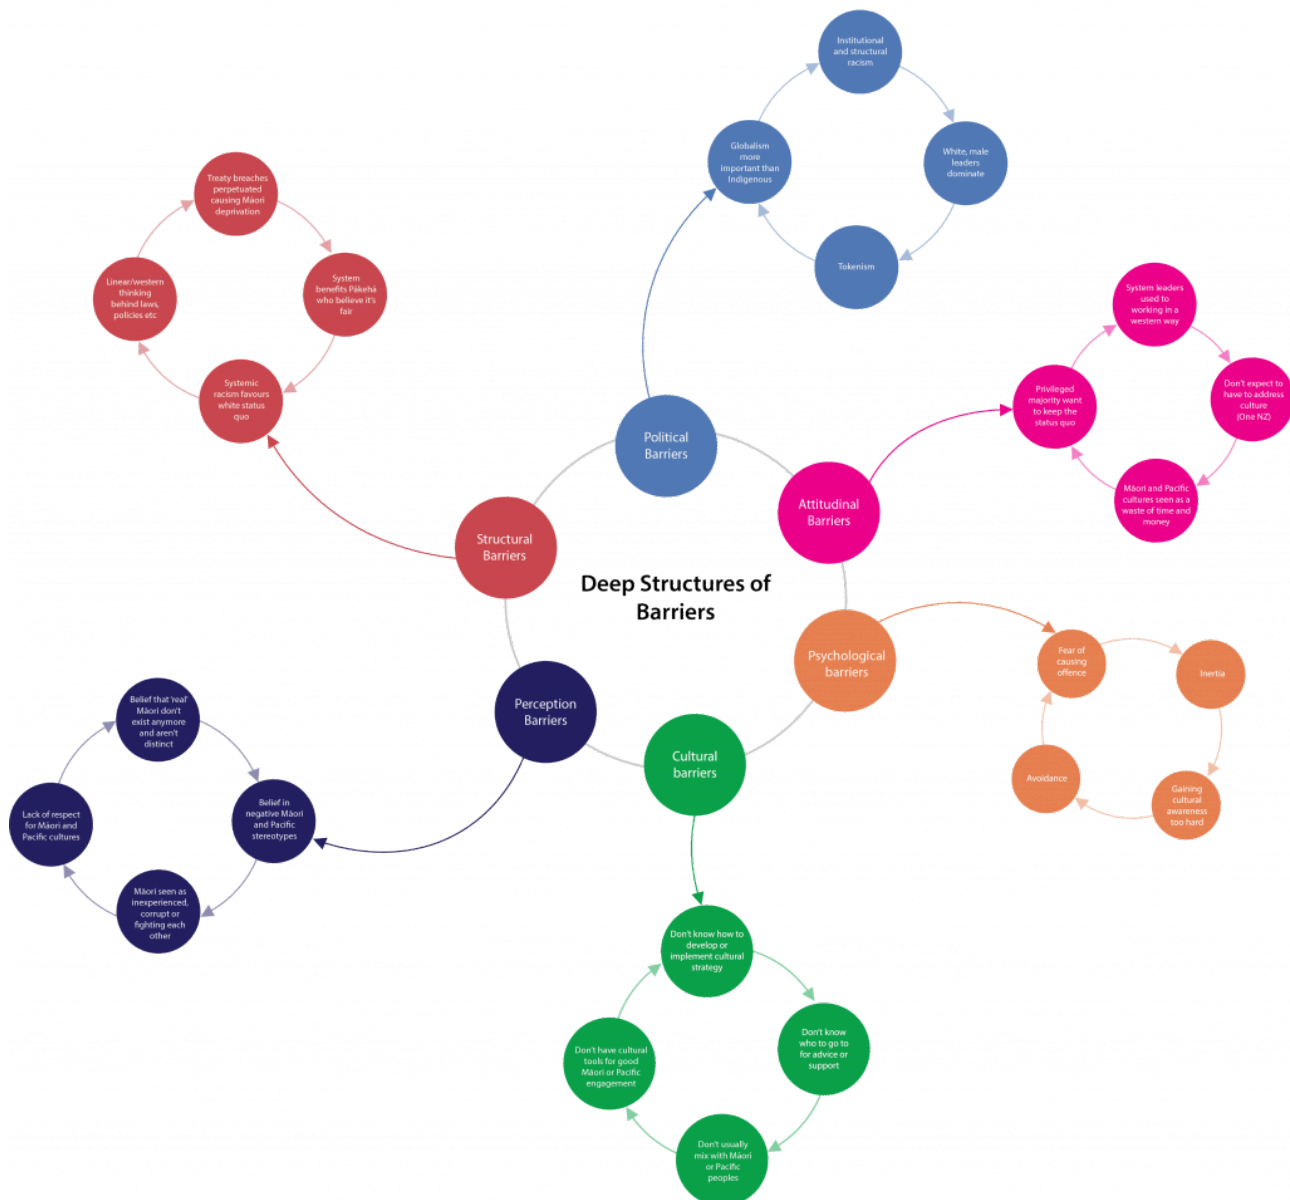 Deep Structures of
Barriers
Political
Barriers
Globalism
more
important than
Indigenous
Institutional
and structural
racism
White, male
leaders
dominate
Tokenism
Attitudinal
Barriers
Privileged
majority want
to keep the
status quo
System leaders
used to
working in a
western way
Don't expect to
have to address
culture
(One NZ)
Māori and Pacific
cultures seen as a
waste of time and
money
Psychological
barriers
Fear of
causing
offence
Inertia
Gaining
cultural
awareness
too hard
Avoidance
Cultural
barriers
Don't know how to
develop or
implement cultural
strategy
Don't know
who to go to
for advice or
support
Don't usually
mix with Māori
or Pacific
peoples
Don't have cultural
tools for good
Māori or Pacific
engagement
Perception
Barriers
Belief in
negative Māori
and Pacific
stereotypes
Māori seen as
inexperienced,
corrupt or
fighting each
other
Lack of respect
for Māori and
Pacific cultures
Belief that 'real'
Māori don't
exist anymore
and aren't
distinct
Structural
Barriers
Systemic
racism favours
white status
quo
Linear/western
thinking
behind laws,
policies etc
Treaty breaches
perpetuated
causing Māori
deprivation
System
benefits Pākehā
who believe it's
fair